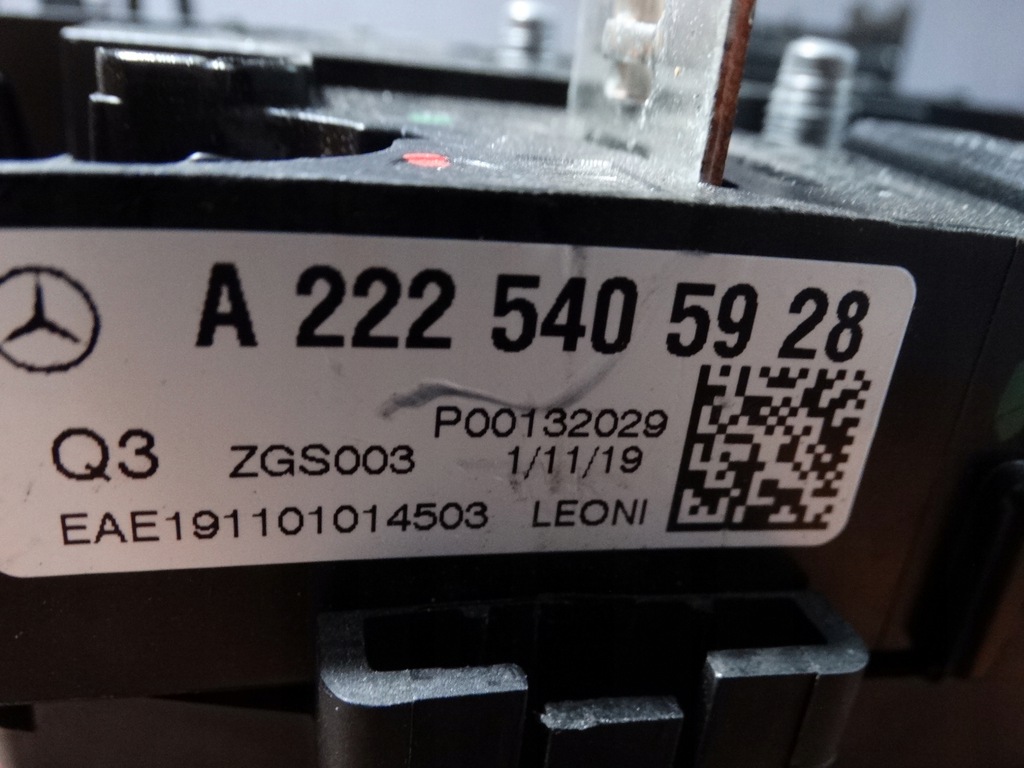 A 222 540 59 28
P00132029
Q3 ZGS003 1/11/19
EAE191101014503 LEONI